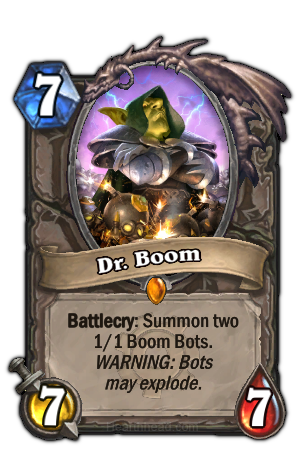 7
Dr. Boom
Battlecry: Summon two
1/1 Boom Bots.
WARNING: Bots
may explode.
7
7